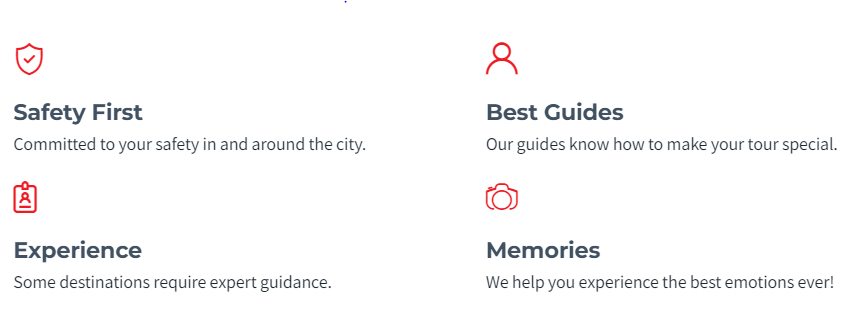 Safety First
Committed to your safety in and around the city.
Best Guides
Our guides know how to make your tour special.
Experience
Some destinations require expert guidance.
Memories
We help you experience the best emotions ever!